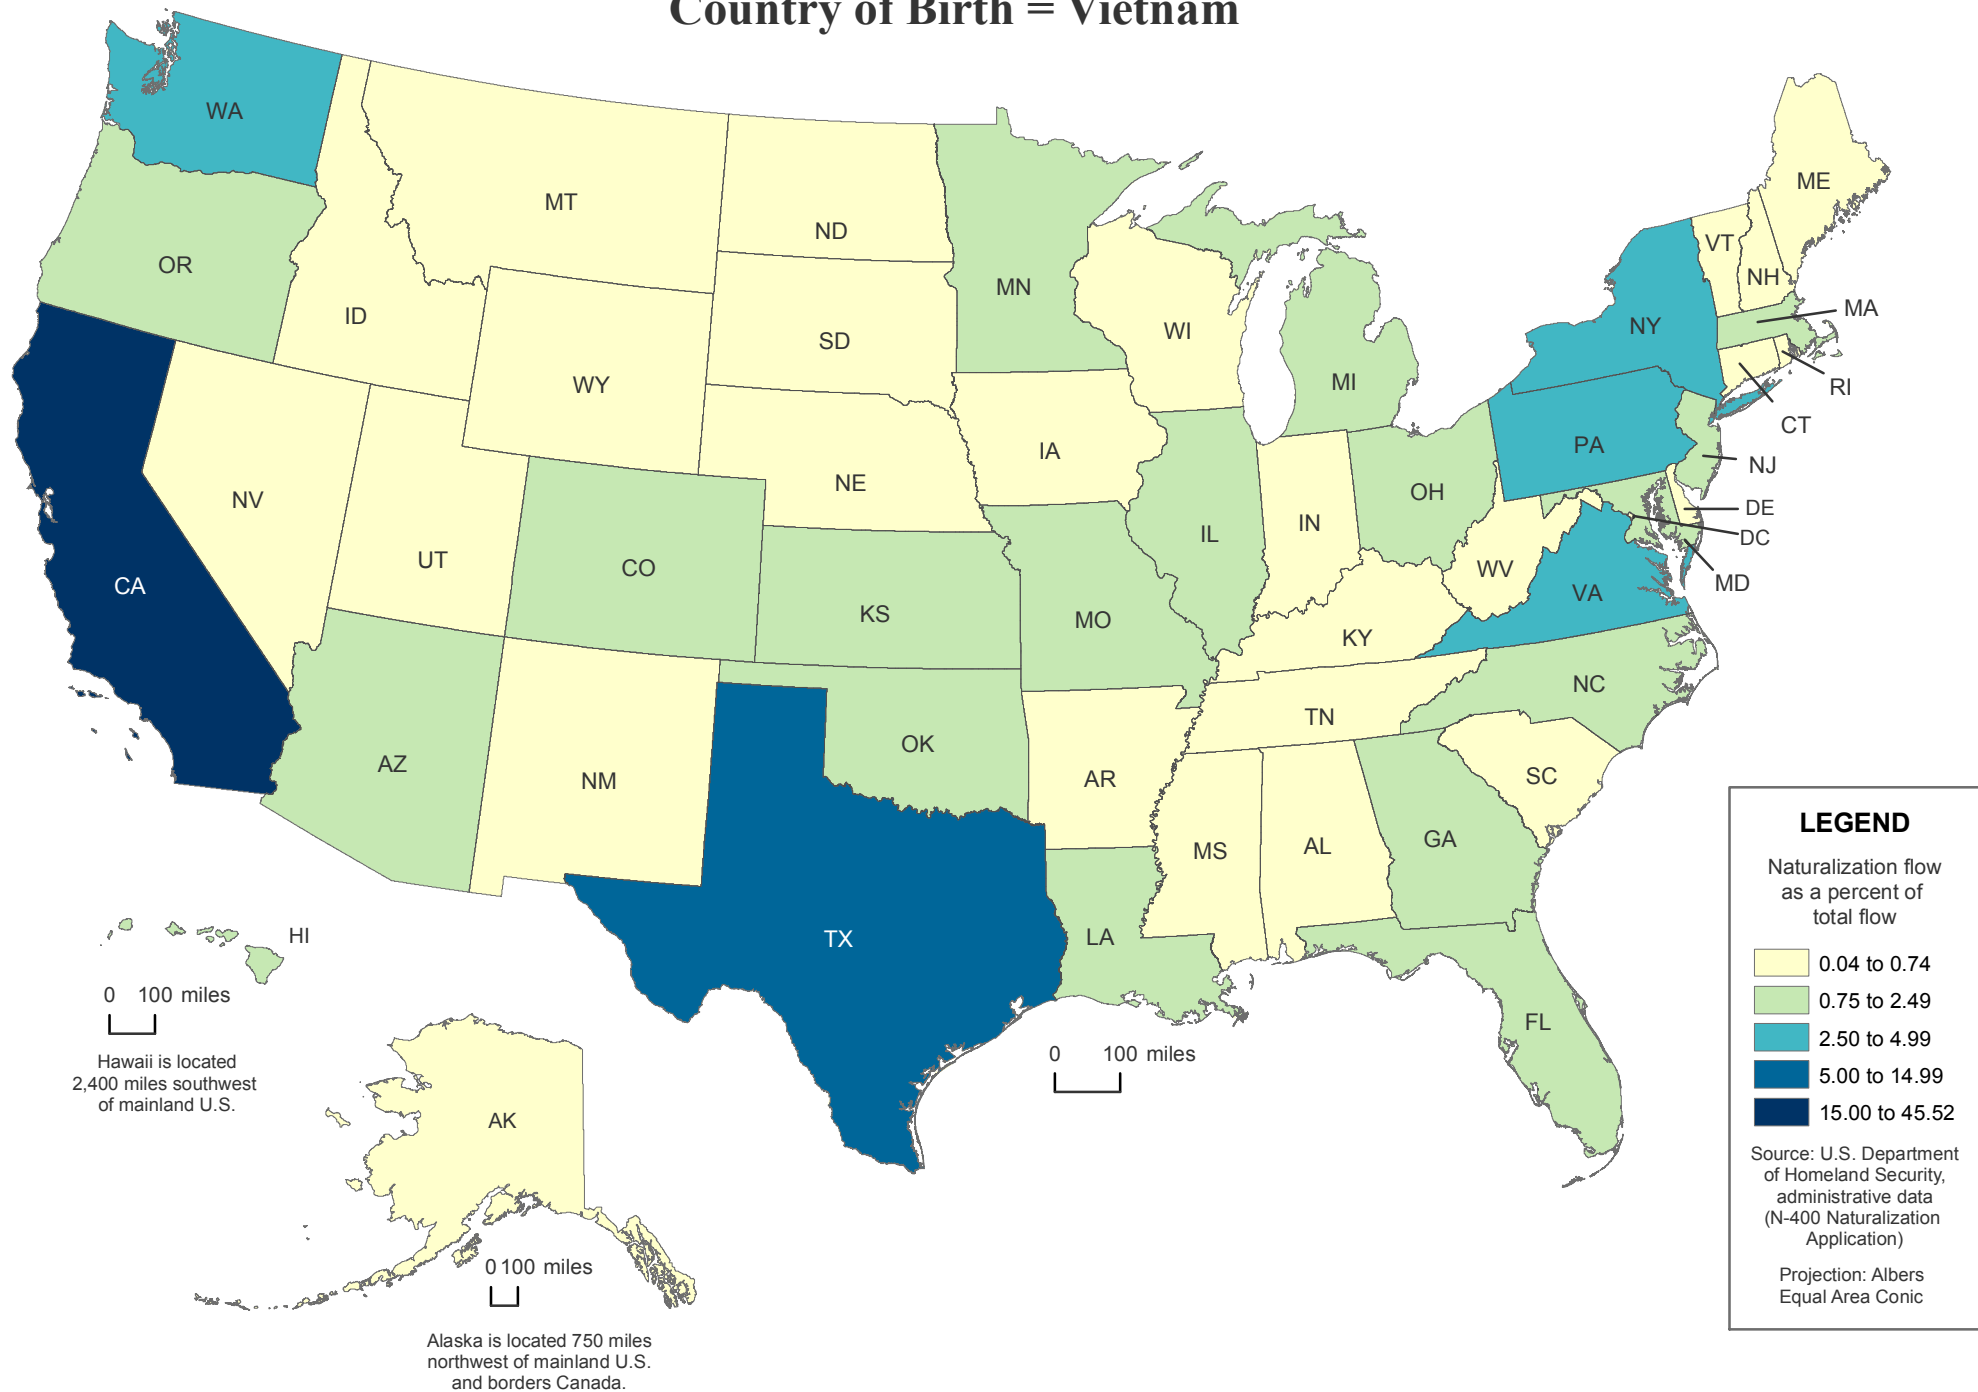 Country of Birth = Vietnam
WA
MT
ND
ME
OR
ID
MN
VT
NH
WI
NY
MA
SD
WY
MI
RI
CT
PA
IA
NJ
NE
NV
OH
DE
IN
IL
DC
UT
CO
WV
MD
CA
VA
KS
MO
KY
NC
TN
OK
AZ
NM
AR
SC
GA
MS
AL
LA
TX
HI
FL
AK
0 100 miles
Hawaii is located
2,400 miles southwest
of mainland U.S.
0 100 miles
0 100 miles
Alaska is located 750 miles
northwest of mainland U.S.
and borders Canada.
LEGEND
Naturalization flow
as a percent of
total flow
0.04 to 0.74
0.75 to 2.49
2.50 to 4.99
5.00 to 14.99
15.00 to 45.52
Source: U.S. Department
of Homeland Security,
administrative data
(N-400 Naturalization
Application)
Projection: Albers
Equal Area Conic